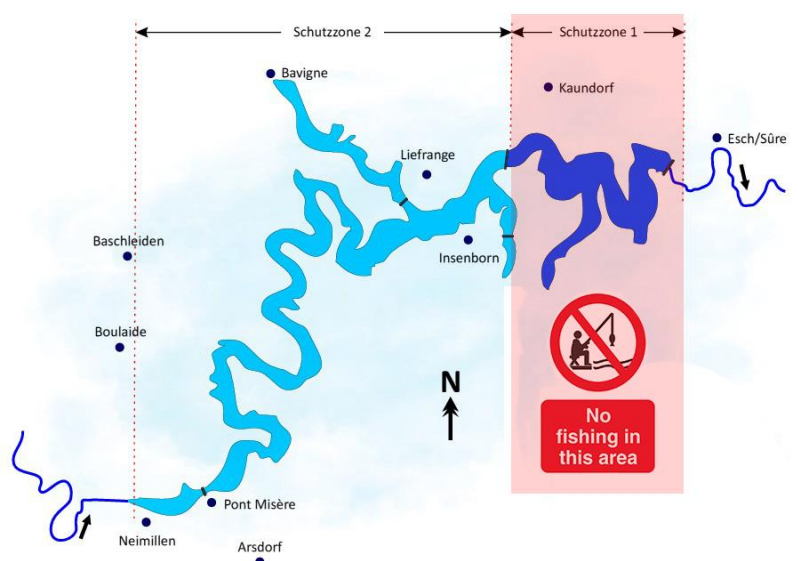 Schutzzone 2
Schutzzone 1
Bavigne
Kaundorf
Esch/Sûre
Liefrange
Baschleiden
Insenborn
Boulaide
N
No
fishing in
this area
Pont Misère
Neimillen
Arsdorf